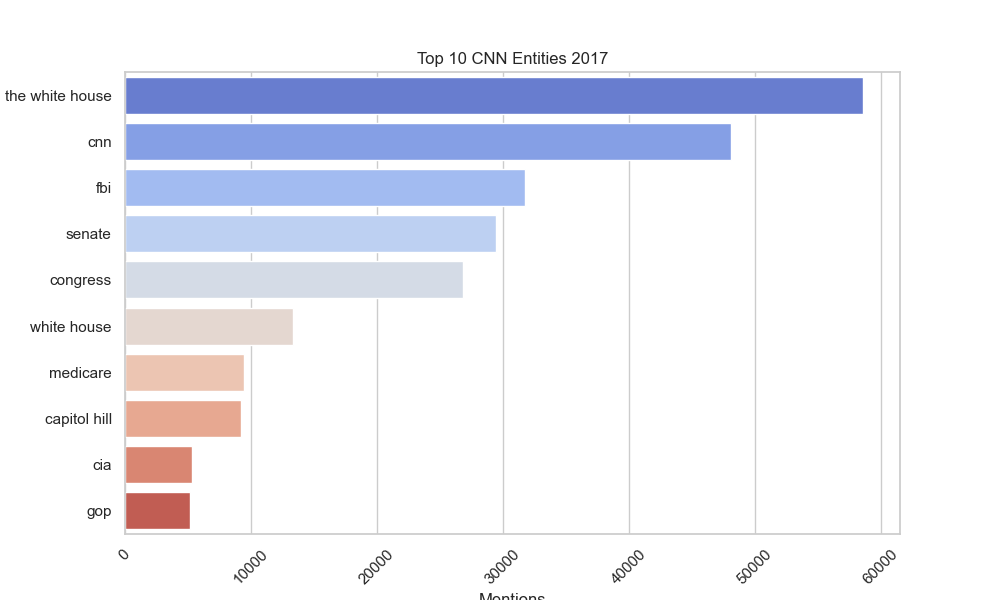 Top 10 CNN Entities 2017
the white house
cnn
fbi
senate
congress
white house
medicare
capitol hill
cia
gop
0
10000
20000
30000
40000
50000
60000
Mentions